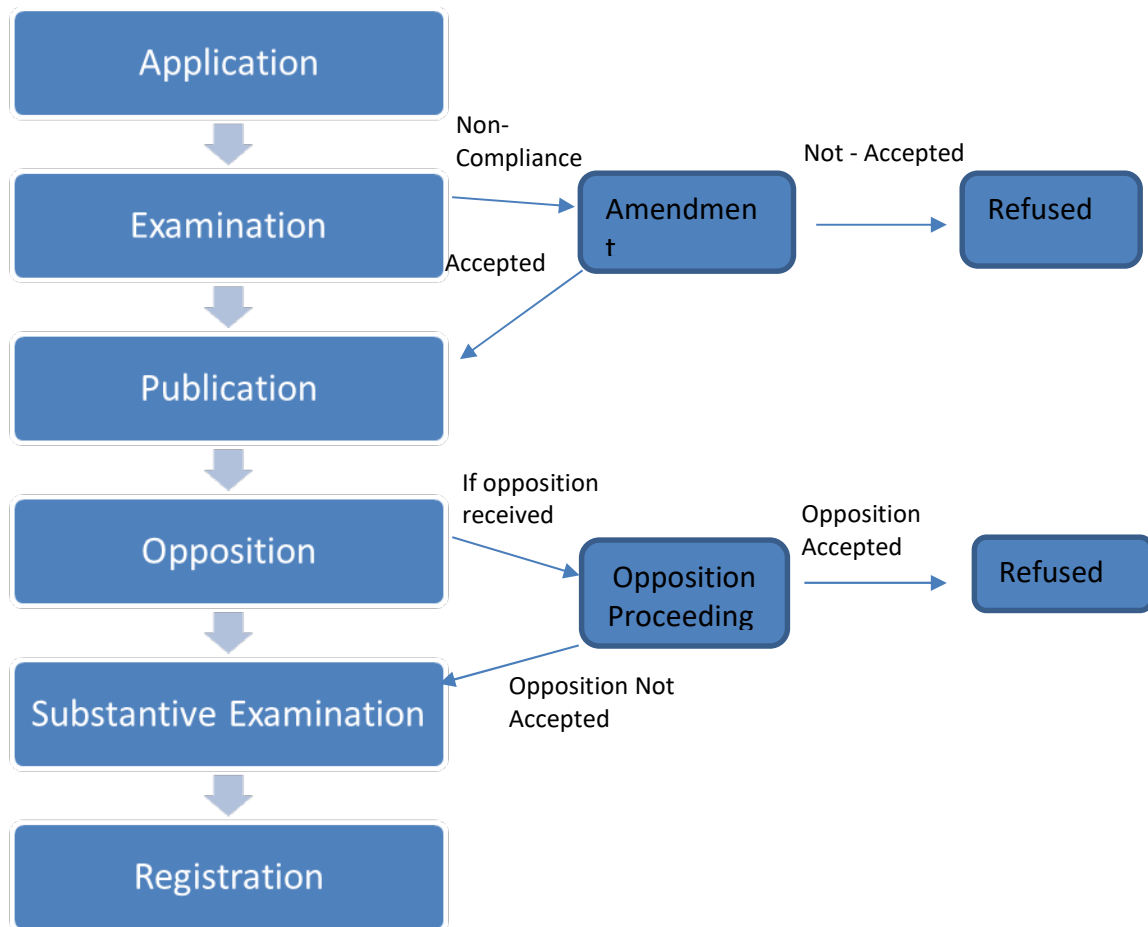 Application
Non-
Compliance
Not - Accepted
Examination
Amendmen
t
Refused
Accepted
Publication
If opposition
received
Opposition
Accepted
Opposition
Opposition
Proceeding
Refused
Substantive Examination
Opposition Not
Accepted
Registration